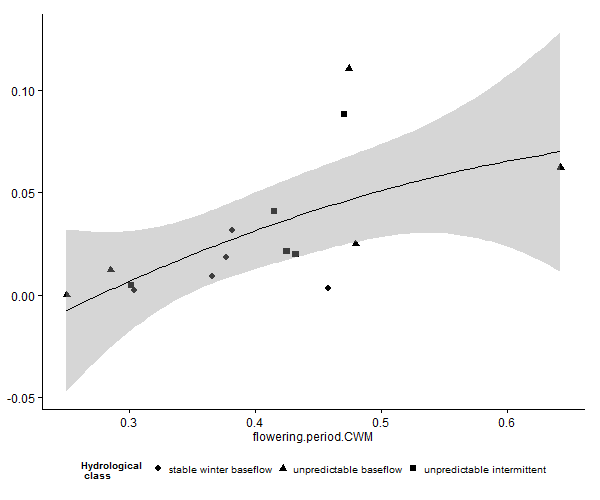 0.10
0.05
0.00
-0.05
0.3 0.4 0.5 0.6
flowering.period.CWM
Hydrological
class
stable winter baseflow unpredictable baseflow unpredictable intermittent